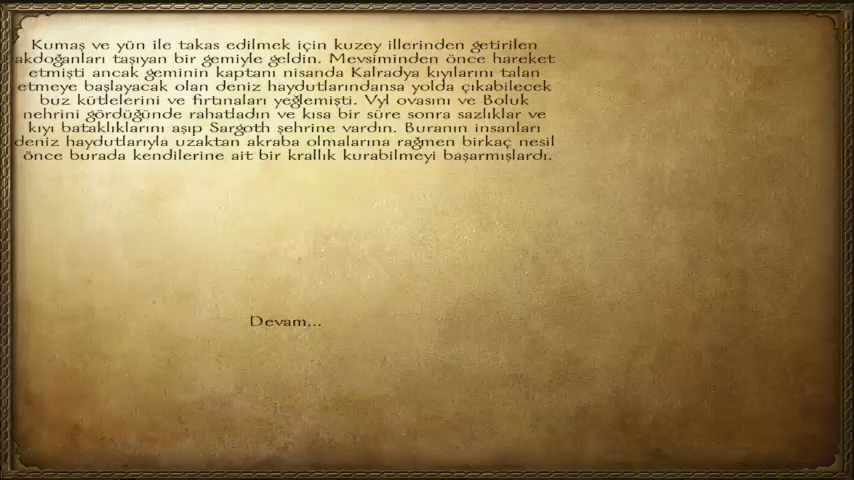 Kumaş ve yün ile takas edilmek için kuzey illerinden getirilen
akdoğanları taşıyan bir gemiyle geldin. Mevsiminden önce hareket
etmişti ancak geminin kaptanı nisanda Kalradya kıyılarını talan
etmeye başlayacak olan deniz haydutlarındansa yolda çıkabilecek
buz kütlelerini ve fırtınaları yeğlemişti. Vyl ovasını ve Boluk
nehrini gördüğünde rahatladın ve kısa bir süre sonra sazlıklar ve
kıyı bataklıklarını aşıp Sargoth şehrine vardın. Buranın insanları
deniz haydutlarıyla uzaktan akraba olmalarına rağmen birkaç nesil
önce burada kendilerine ait bir krallık kurabilmeyi başarmışlardı.
Devam...